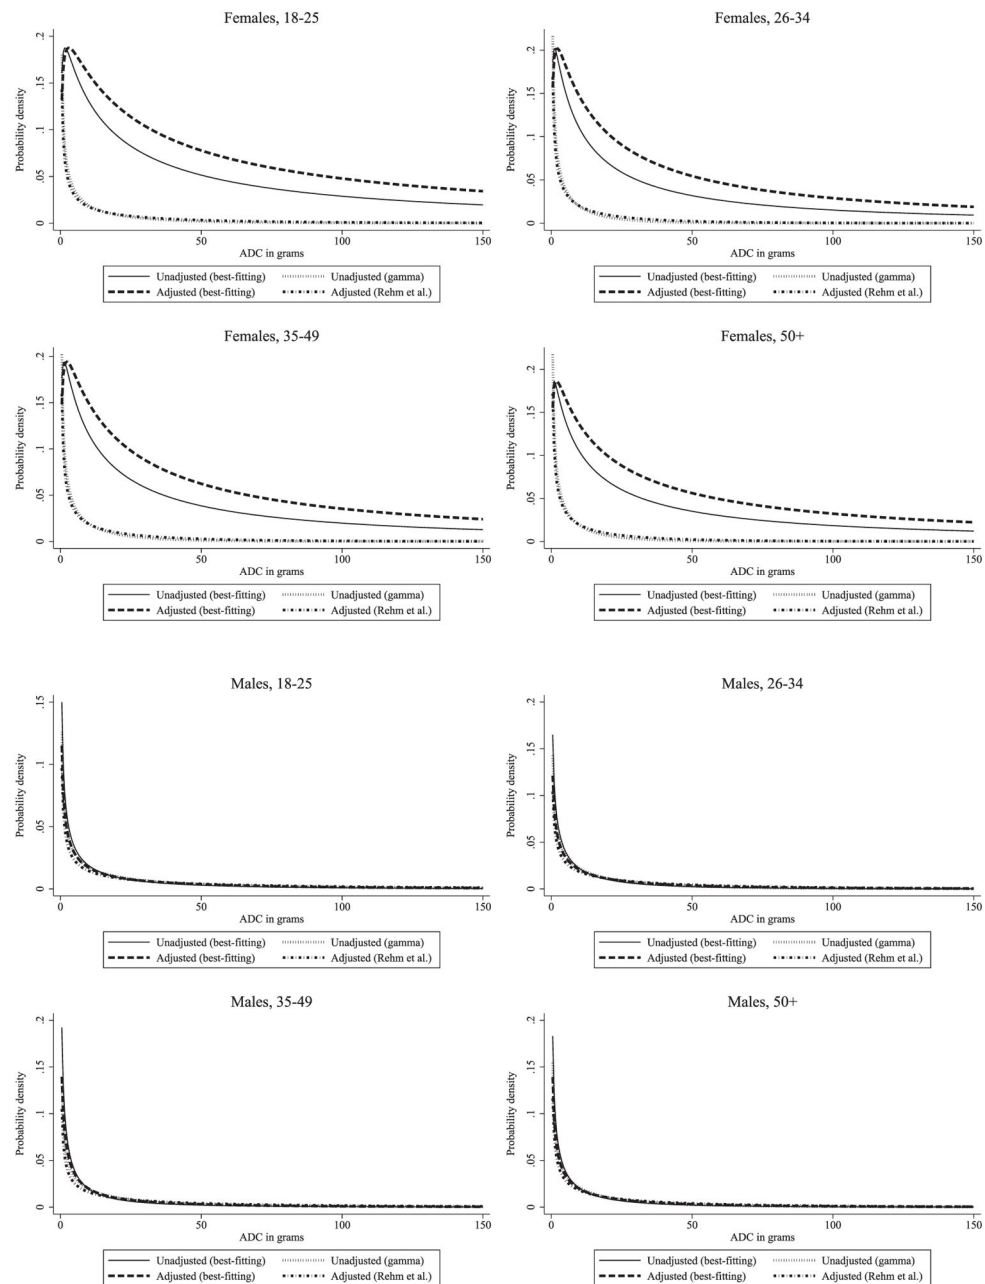 Females, 18-25
Probability density
.2
.15
.1
.05
0
0 50 100 150
ADC in grams
Unadjusted (best-fitting) Unadjusted (gamma)
Adjusted (best-fitting) Adjusted (Rehm et al.)
Females, 26-34
Probability density
.2
.15
.1
.05
0
0 50 100 150
ADC in grams
Unadjusted (best-fitting) Unadjusted (gamma)
Adjusted (best-fitting) Adjusted (Rehm et al.)
Females, 35-49
Probability density
.2
.15
.1
.05
0
0 50 100 150
ADC in grams
Unadjusted (best-fitting) Unadjusted (gamma)
Adjusted (best-fitting) Adjusted (Rehm et al.)
Females, 50+
Probability density
.2
.15
.1
.05
0
0 50 100 150
ADC in grams
Unadjusted (best-fitting) Unadjusted (gamma)
Adjusted (best-fitting) Adjusted (Rehm et al.)
Males, 18-25
Probability density
.15
.1
.05
0
0 50 100 150
ADC in grams
Unadjusted (best-fitting) Unadjusted (gamma)
Adjusted (best-fitting) Adjusted (Rehm et al.)
Males, 26-34
Probability density
.2
.15
.1
.05
0
0 50 100 150
ADC in grams
Unadjusted (best-fitting) Unadjusted (gamma)
Adjusted (best-fitting) Adjusted (Rehm et al.)
Males, 35-49
Probability density
.2
.15
.1
.05
0
0 50 100 150
ADC in grams
Unadjusted (best-fitting) Unadjusted (gamma)
Adjusted (best-fitting) Adjusted (Rehm et al.)
Males, 50+
Probability density
.2
.15
.1
.05
0
0 50 100 150
ADC in grams
Unadjusted (best-fitting) Unadjusted (gamma)
Adjusted (best-fitting) Adjusted (Rehm et al.)